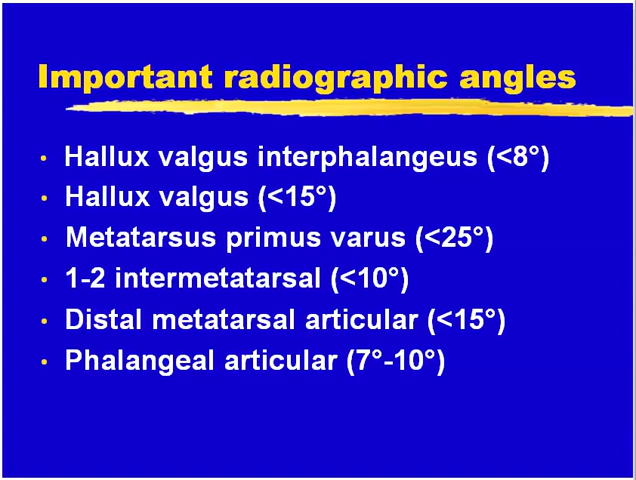 Important radiographic angles
• Hallux valgus interphalangeus (<8°)
• Hallux valgus (<15°)
• Metatarsus primus varus (<25°)
• 1-2 intermetatarsal (<10°)
• Distal metatarsal articular (<15°)
• Phalangeal articular (7°-10°)